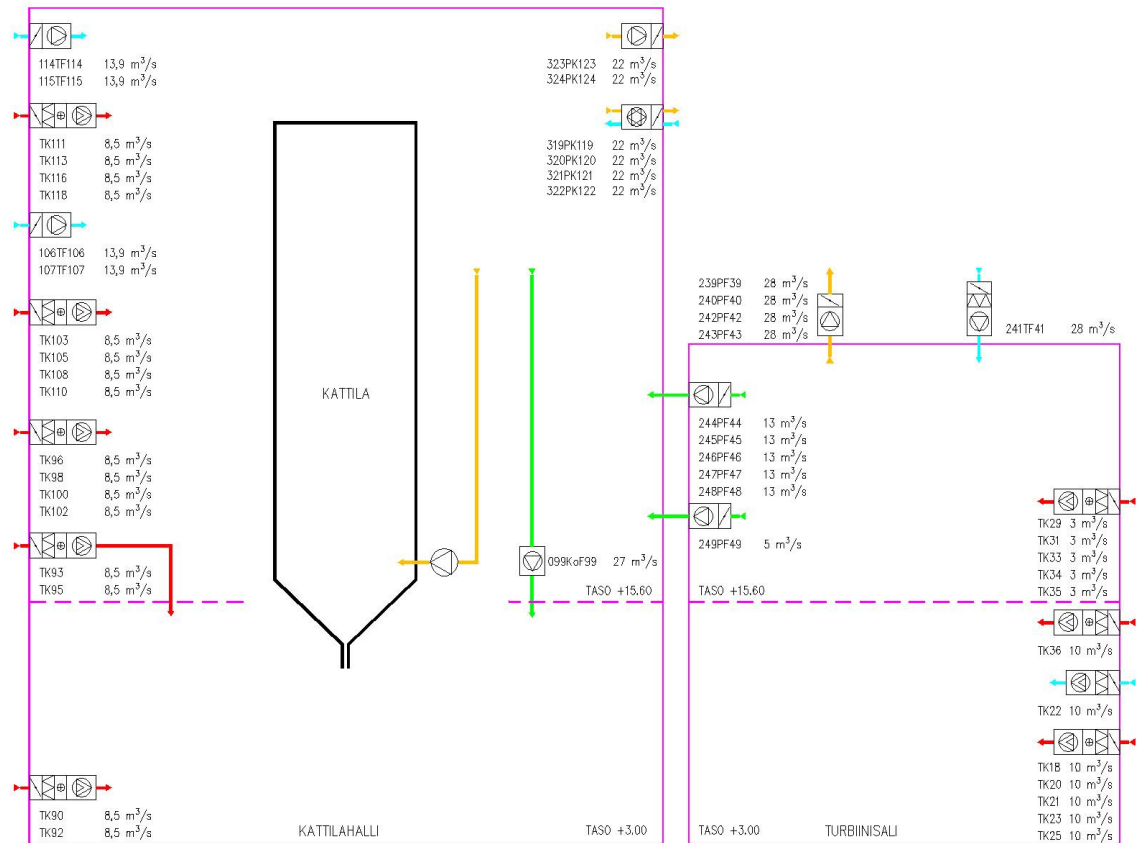 114TF114 13,9 m³/s
115TF115 13,9 m³/s
TK111 8,5 m³/s
TK113 8,5 m³/s
TK116 8,5 m³/s
TK118 8,5 m³/s
106TF106 13,9 m³/s
107TF107 13,9 m³/s
TK103 8,5 m³/s
TK105 8,5 m³/s
TK108 8,5 m³/s
TK110 8,5 m³/s
TK96 8,5 m³/s
TK98 8,5 m³/s
TK100 8,5 m³/s
TK102 8,5 m³/s
TK93 8,5 m³/s
TK95 8,5 m³/s
TK90 8,5 m³/s
TK92 8,5 m³/s
KATTILA
KATTILAHALLI
323PK123 22 m³/s
324PK124 22 m³/s
319PK119 22 m³/s
320PK120 22 m³/s
321PK121 22 m³/s
322PK122 22 m³/s
099KoF99 27 m³/s
TASO +15.60
TASO +3.00
239PF39 28 m³/s
240PF40 28 m³/s
242PF42 28 m³/s
243PF43 28 m³/s
241TF41 28 m³/s
244PF44 13 m³/s
245PF45 13 m³/s
246PF46 13 m³/s
247PF47 13 m³/s
248PF48 13 m³/s
249PF49 5 m³/s
TASO +15.60
TK29 3 m³/s
TK31 3 m³/s
TK33 3 m³/s
TK34 3 m³/s
TK35 3 m³/s
TK36 10 m³/s
TK22 10 m³/s
TK18 10 m³/s
TK20 10 m³/s
TK21 10 m³/s
TK23 10 m³/s
TK25 10 m³/s
TASO +3.00
TURBIINISALI